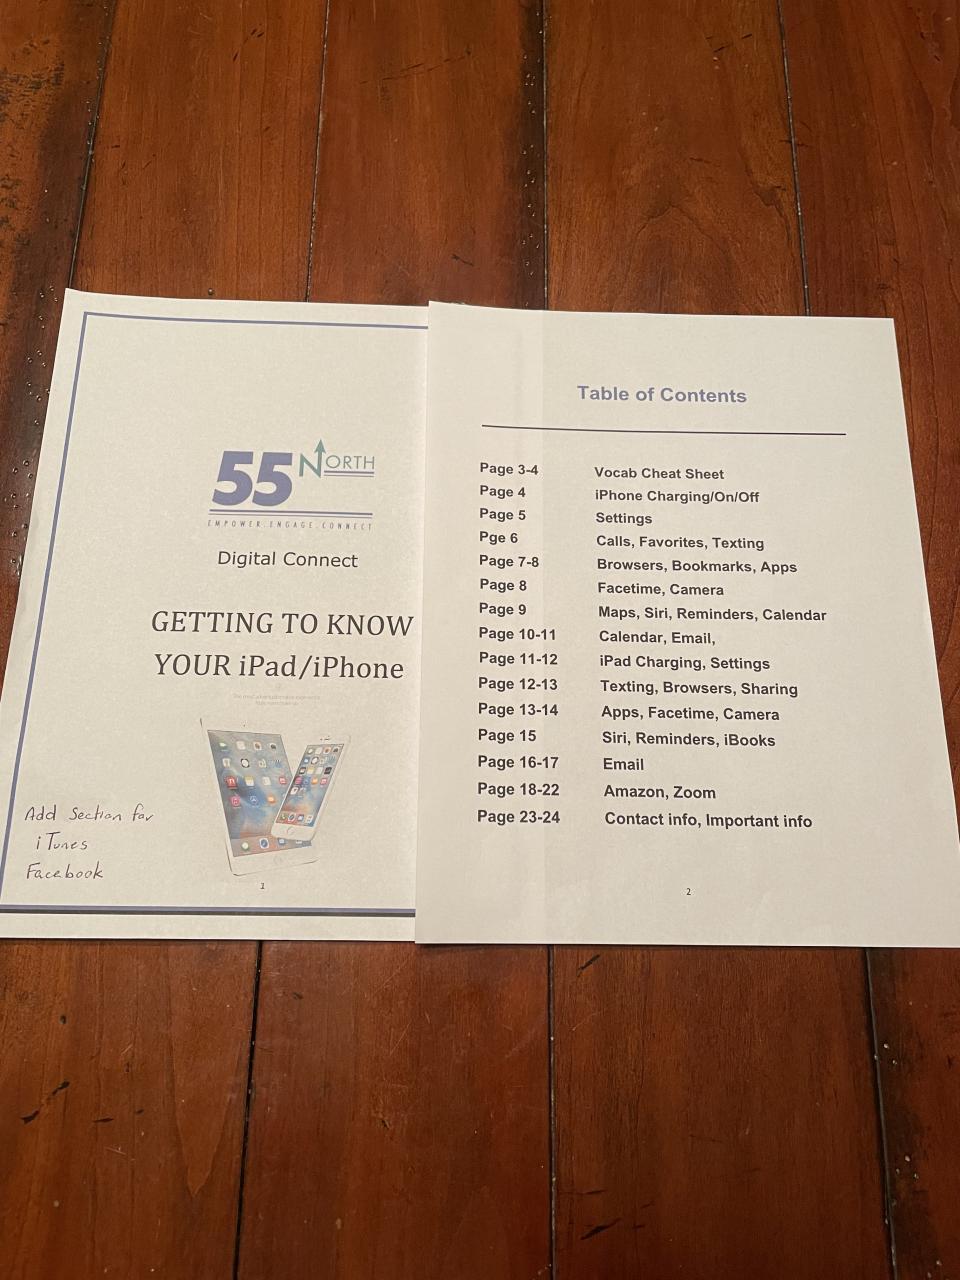 55 NORTH
EMPOWER.ENGAGE.CONNECT
Digital Connect
GETTING TO KNOW
YOUR iPad/iPhone
Add Section for
iTunes
Facebook
1
Table of Contents
Page 3-4 Vocab Cheat Sheet
Page 4 iPhone Charging/On/Off
Page 5 Settings
Pge 6 Calls, Favorites, Texting
Page 7-8 Browsers, Bookmarks, Apps
Page 8 Facetime, Camera
Page 9 Maps, Siri, Reminders, Calendar
Page 10-11 Calendar, Email,
Page 11-12 iPad Charging, Settings
Page 12-13 Texting, Browsers, Sharing
Page 13-14 Apps, Facetime, Camera
Page 15 Siri, Reminders, iBooks
Page 16-17 Email
Page 18-22 Amazon, Zoom
Page 23-24 Contact info, Important info
2